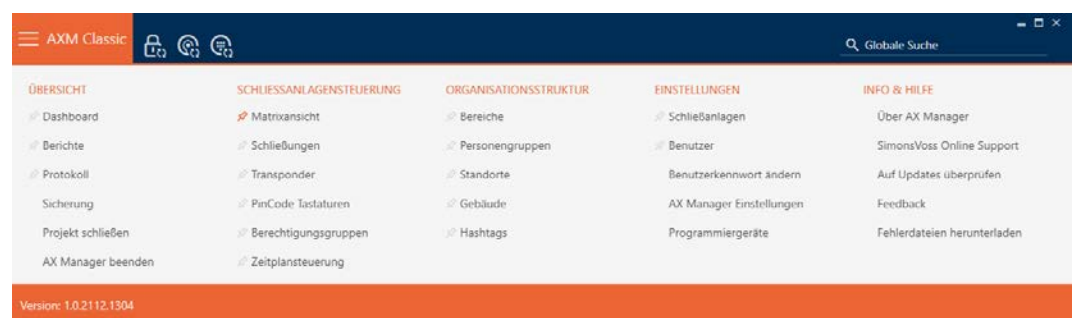 AXM Classic
Globale Suche
ÜBERSICHT
Dashboard
Berichte
Protokoll
Sicherung
Projekt schließen
AX Manager beenden
SCHLIESSANLAGENSTEUERUNG
Matrixansicht
Schließungen
Transponder
PinCode Tastaturen
Berechtigungsgruppen
Zeitplansteuerung
ORGANISATIONSSTRUKTUR
Bereiche
Personengruppen
Standorte
Gebäude
Hashtags
EINSTELLUNGEN
Schließanlagen
Benutzer
Benutzerkennwort ändern
AX Manager Einstellungen
Programmiergeräte
INFO & HILFE
Über AX Manager
SimonsVoss Online Support
Auf Updates überprüfen
Feedback
Fehlerdateien herunterladen
Version: 1.0.2112.1304